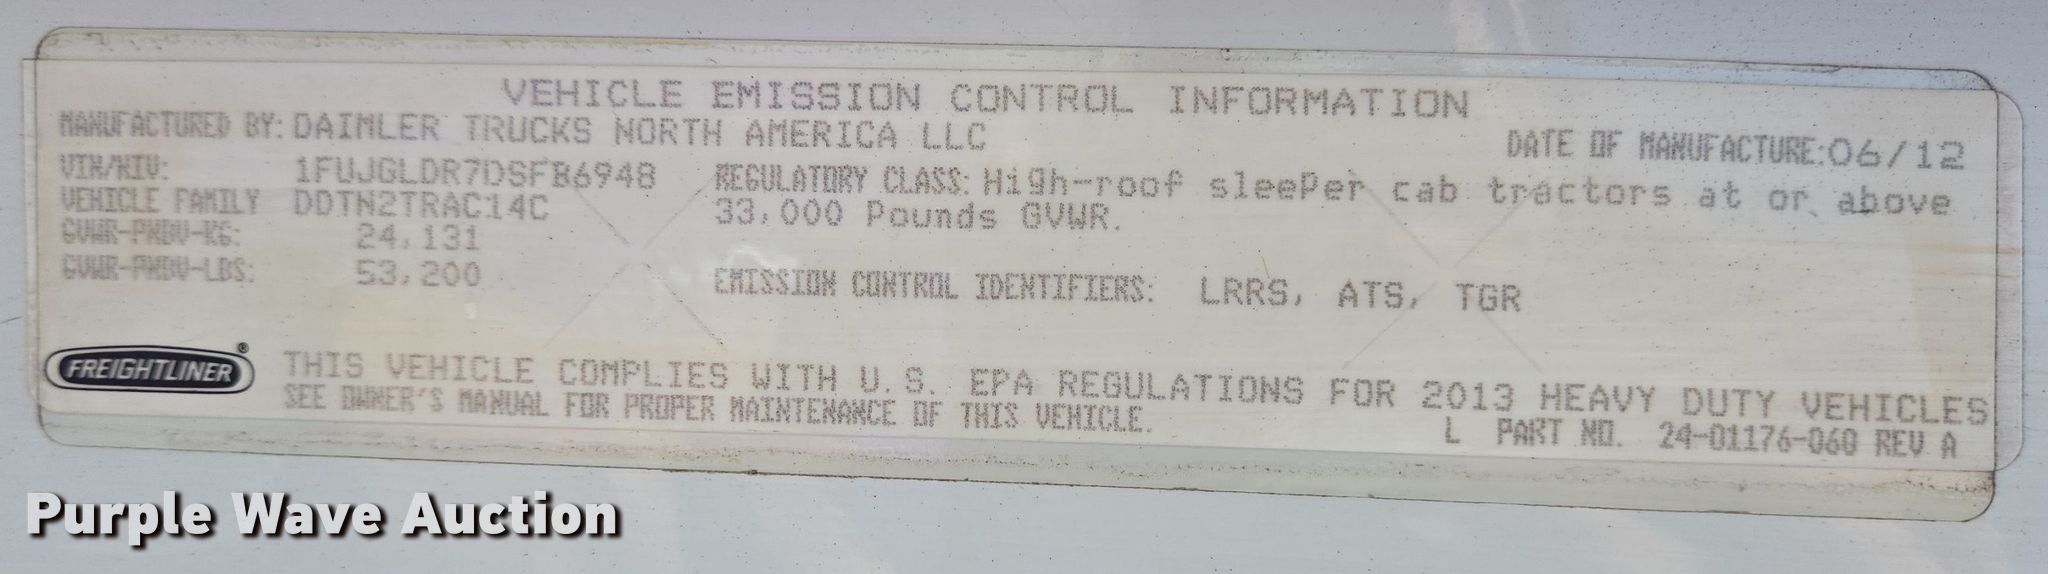 VEHICLE EMISSION CONTROL INFORMATION
MANUFACTURED BY: DAIMLER TRUCKS NORTH AMERICA LLC
DATE OF MANUFACTURE: 06/12
VIN/NIV: 1FUJGLDR7DSFB6948
REGULATORY CLASS: High-roof sleeper cab tractors at or above
VEHICLE FAMILY DDTN2TRAC14C
33,000 Pounds GVWR.
GVWR-PNBV-KG: 24,131
GVWR-PNBV-LBS: 53,200
EMISSION CONTROL IDENTIFIERS: LRRS, ATS, TGR
FREIGHTLINER®
THIS VEHICLE COMPLIES WITH U.S. EPA REGULATIONS FOR 2013 HEAVY DUTY VEHICLES
SEE OWNER'S MANUAL FOR PROPER MAINTENANCE OF THIS VEHICLE.
L PART NO. 24-01176-060 REV A
Purple Wave Auction